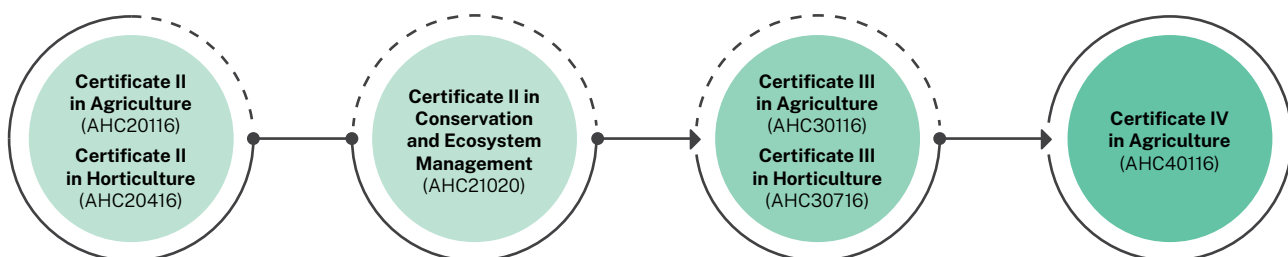 Certificate II
in Agriculture
(AHC20116)
Certificate II
in Horticulture
(AHC20416)
Certificate II in
Conservation
and Ecosystem
Management
(AHC21020)
Certificate III
in Agriculture
(AHC30116)
Certificate III
in Horticulture
(AHC30716)
Certificate IV
in Agriculture
(AHC40116)